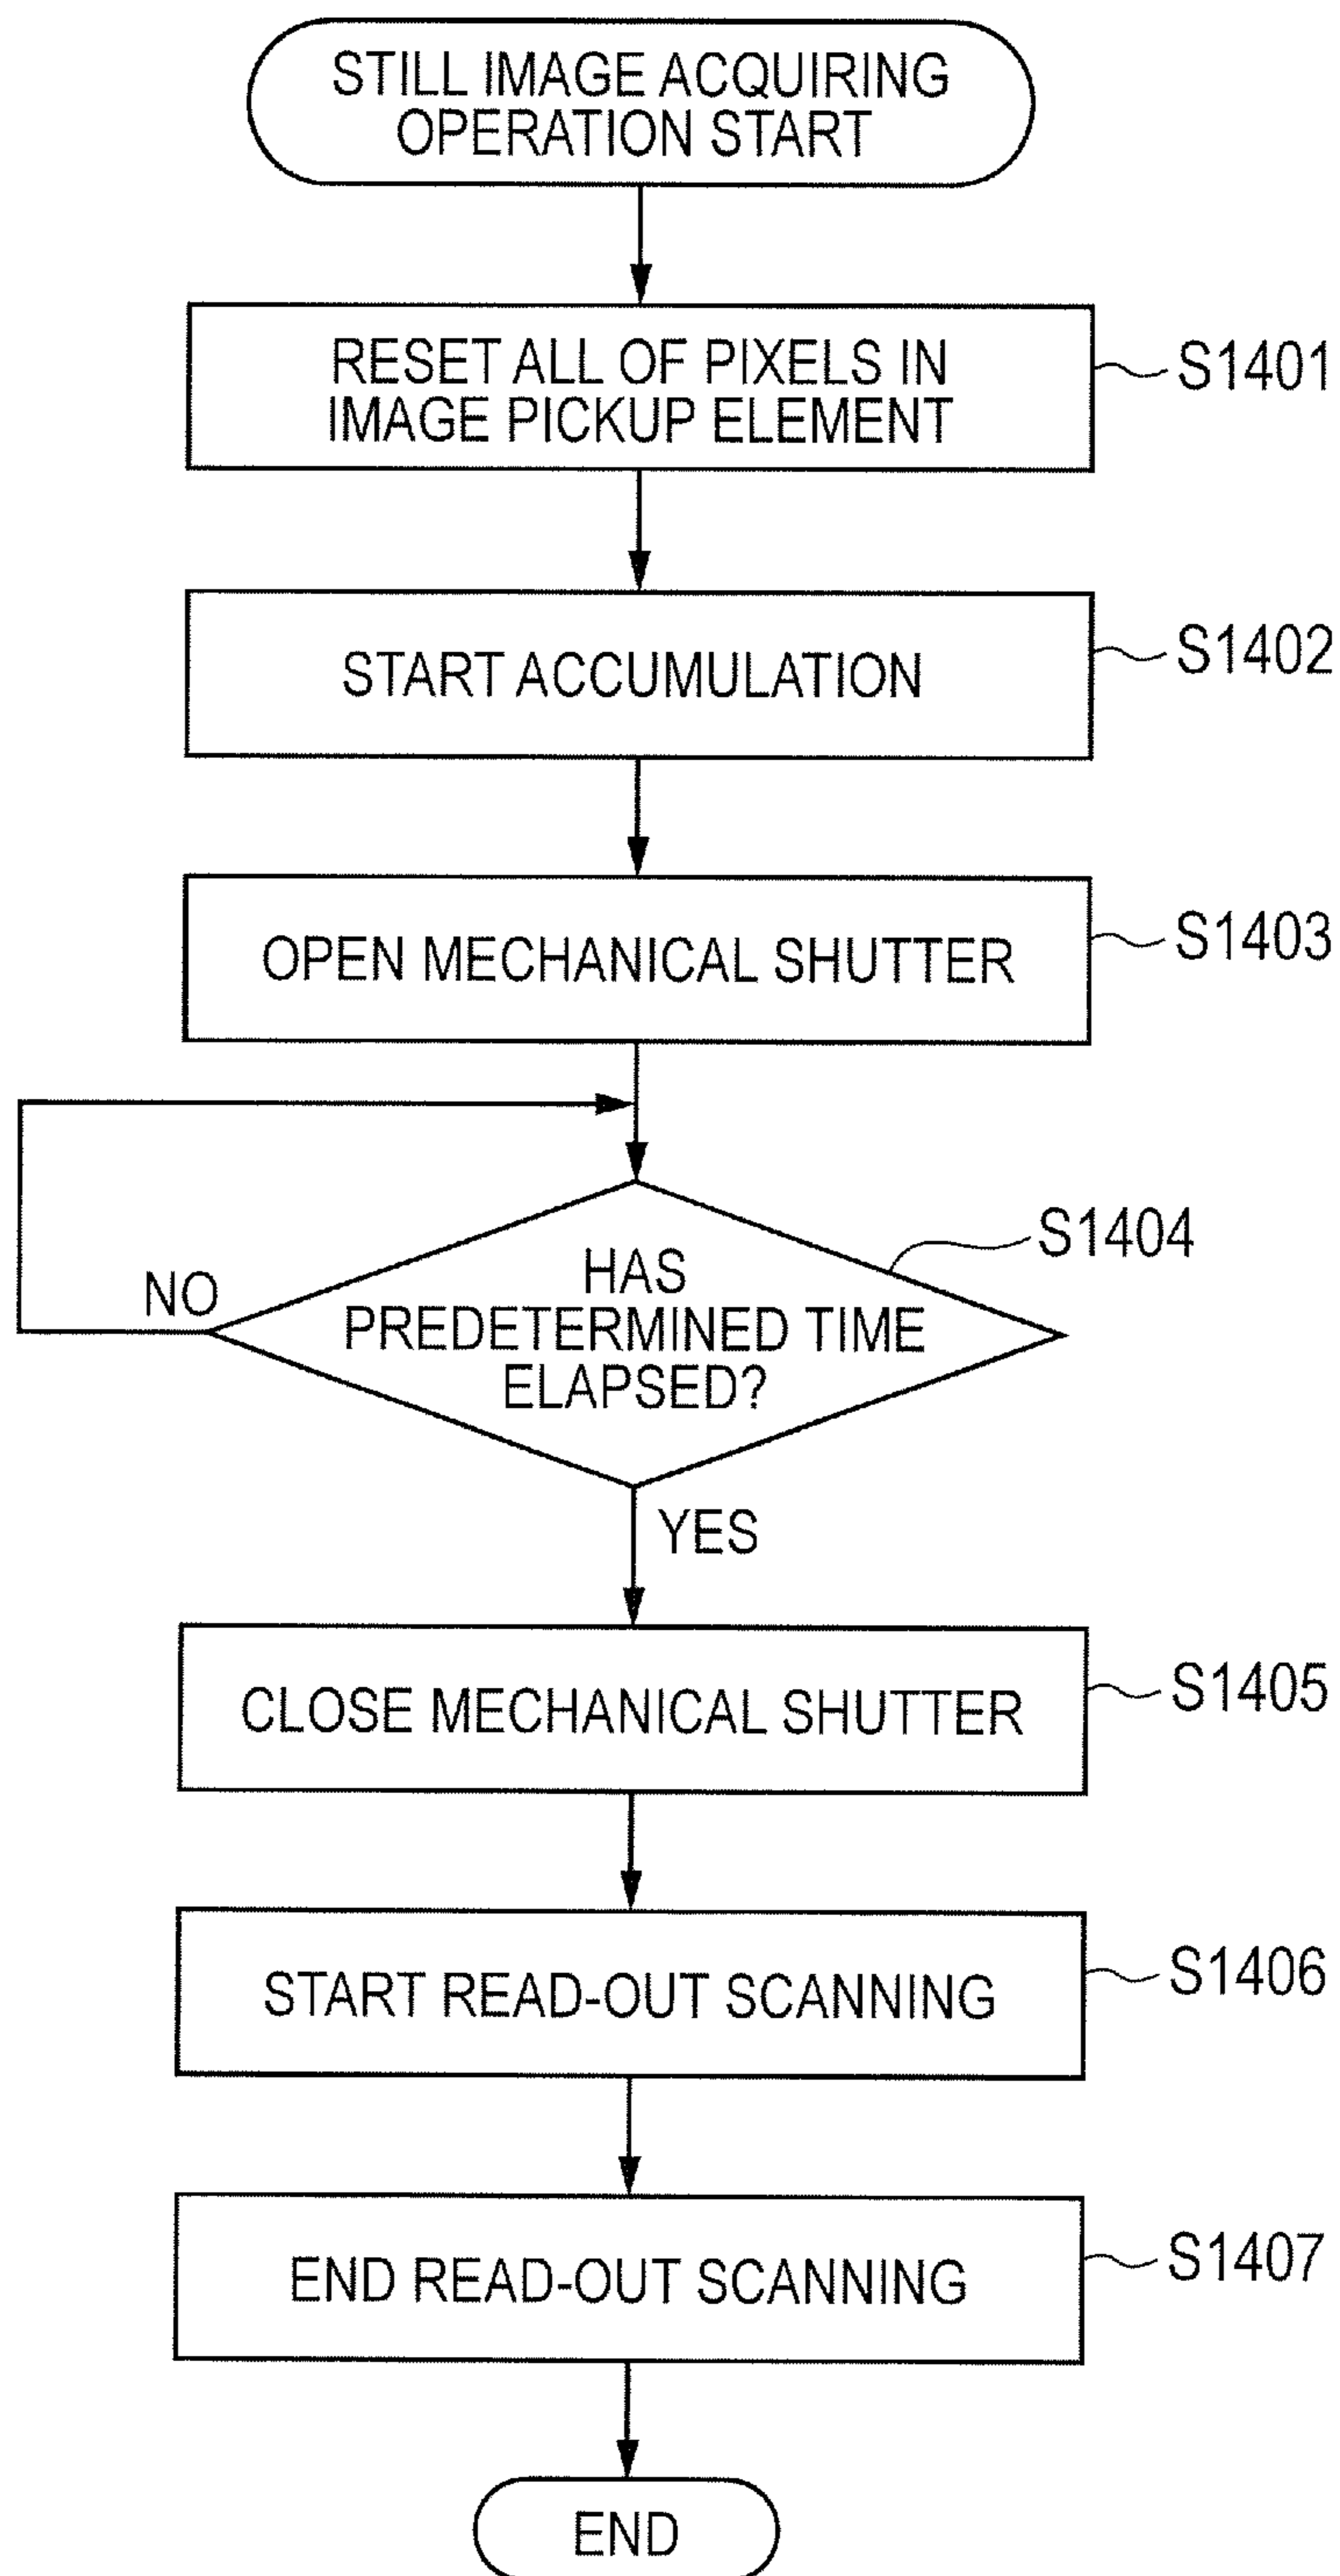 STILL IMAGE ACQUIRING
OPERATION START
RESET ALL OF PIXELS IN
IMAGE PICKUP ELEMENT
S1401
START ACCUMULATION
S1402
OPEN MECHANICAL SHUTTER
S1403
HAS
PREDETERMINED TIME
ELAPSED?
S1404
NO
YES
CLOSE MECHANICAL SHUTTER
S1405
START READ-OUT SCANNING
S1406
END READ-OUT SCANNING
S1407
END